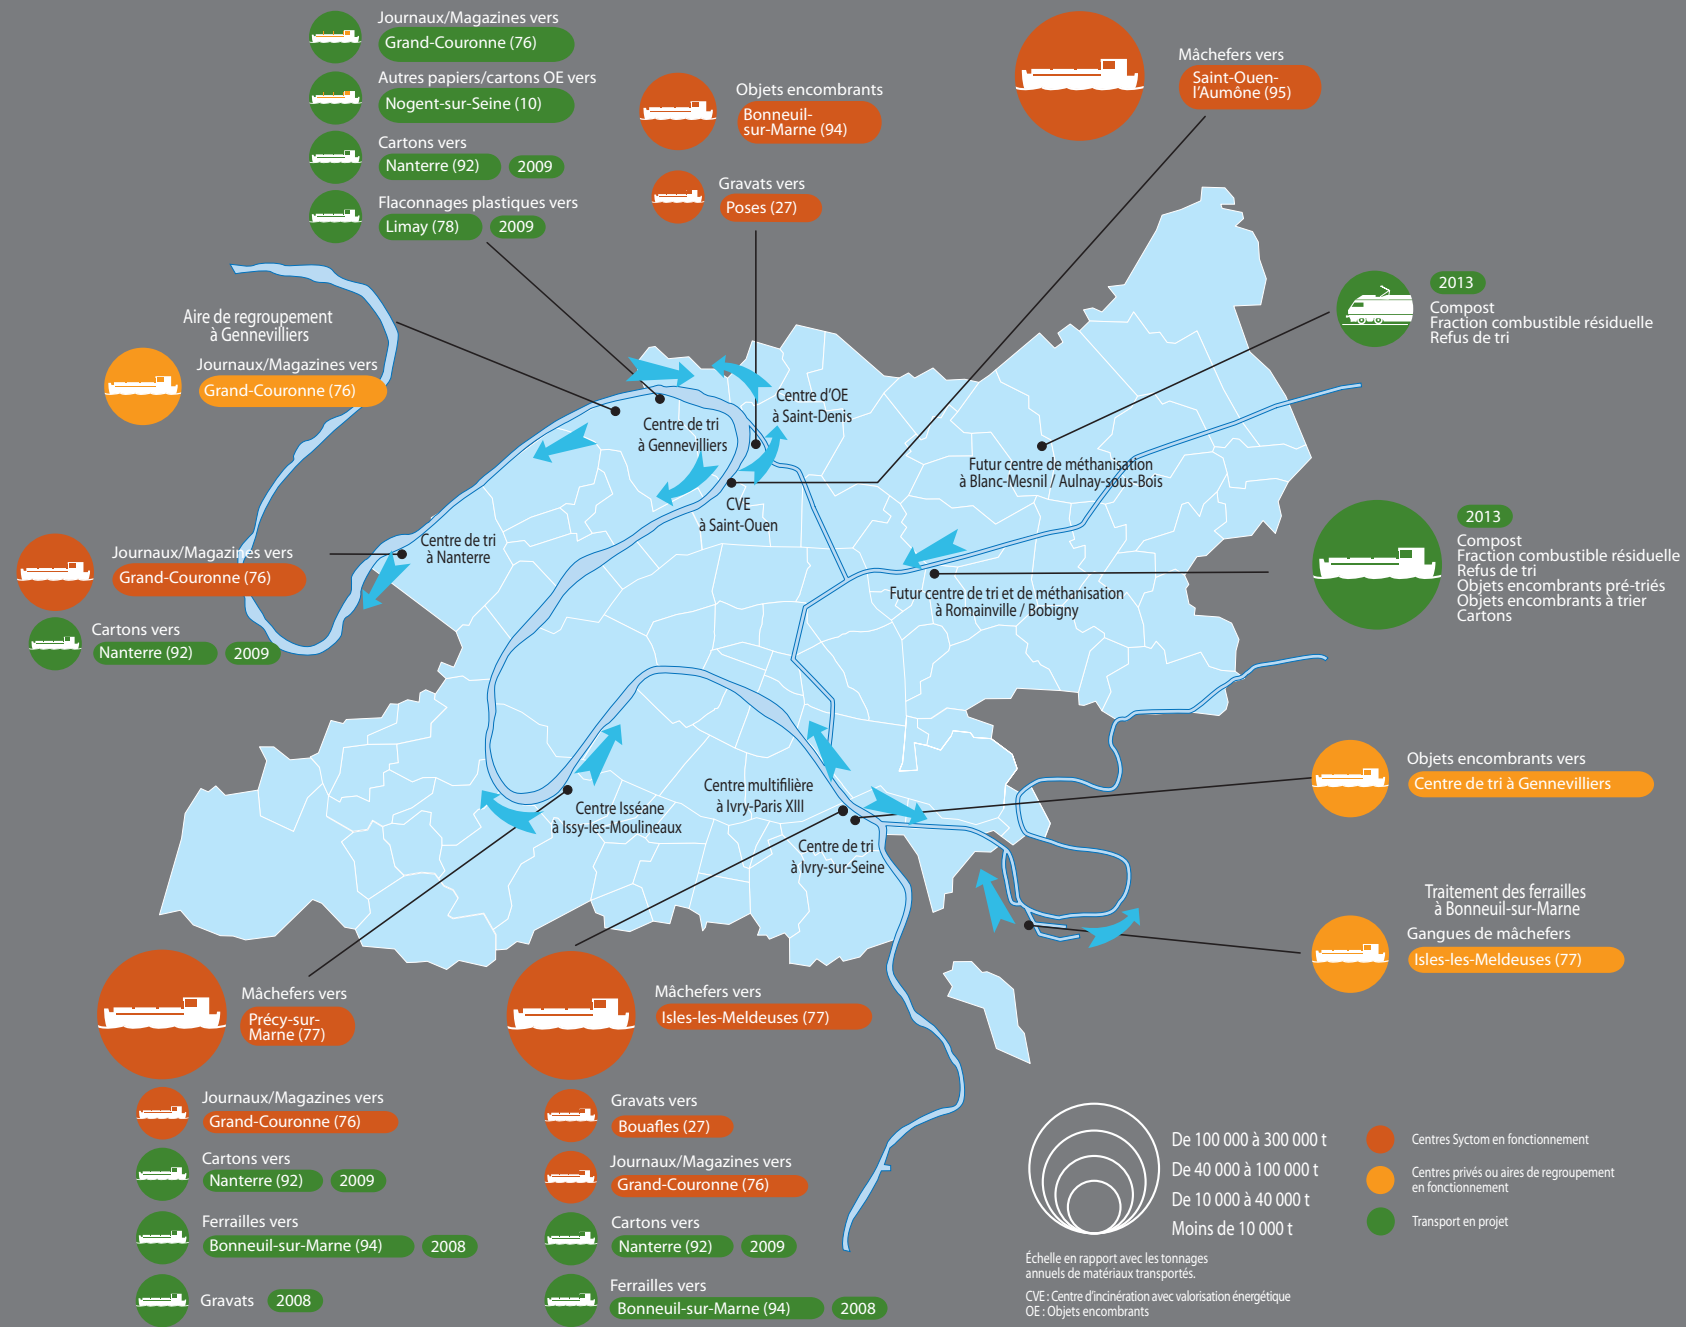 Journaux/Magazines vers
Grand-Couronne (76)
Autres papiers/cartons OE vers
Nogent-sur-Seine (10)
Cartons vers
Nanterre (92) 2009
Flaconnages plastiques vers
Limay (78) 2009
Objets encombrants
Bonneuil-
sur-Marne (94)
Gravats vers
Poses (27)
Mâchefers vers
Saint-Ouen-
l'Aumône (95)
2013
Compost
Fraction combustible résiduelle
Refus de tri
Aire de regroupement
à Gennevilliers
Journaux/Magazines vers
Grand-Couronne (76)
Centre de tri
à Gennevilliers
Centre d'OE
à Saint-Denis
Futur centre de méthanisation
à Blanc-Mesnil / Aulnay-sous-Bois
CVE
à Saint-Ouen
Centre de tri
à Nanterre
Journaux/Magazines vers
Grand-Couronne (76)
Cartons vers
Nanterre (92) 2009
Futur centre de tri et de méthanisation
à Romainville / Bobigny
2013
Compost
Fraction combustible résiduelle
Refus de tri
Objets encombrants pré-triés
Objets encombrants à trier
Cartons
Centre Isséane
à Issy-les-Moulineaux
Centre multifilière
à Ivry-Paris XIII
Centre de tri
à Ivry-sur-Seine
Objets encombrants vers
Centre de tri à Gennevilliers
Traitement des ferrailles
à Bonneuil-sur-Marne
Gangues de mâchefers
Isles-les-Meldeuses (77)
Mâchefers vers
Précy-sur-
Marne (77)
Journaux/Magazines vers
Grand-Couronne (76)
Cartons vers
Nanterre (92) 2009
Ferrailles vers
Bonneuil-sur-Marne (94) 2008
Gravats 2008
Mâchefers vers
Isles-les-Meldeuses (77)
Gravats vers
Bouafles (27)
Journaux/Magazines vers
Grand-Couronne (76)
Cartons vers
Nanterre (92) 2009
Ferrailles vers
Bonneuil-sur-Marne (94) 2008
De 100 000 à 300 000 t
De 40 000 à 100 000 t
De 10 000 à 40 000 t
Moins de 10 000 t
Échelle en rapport avec les tonnages
annuels de matériaux transportés.
CVE : Centre d'incinération avec valorisation énergétique
OE : Objets encombrants
Centres Syctom en fonctionnement
Centres privés ou aires de regroupement
en fonctionnement
Transport en projet